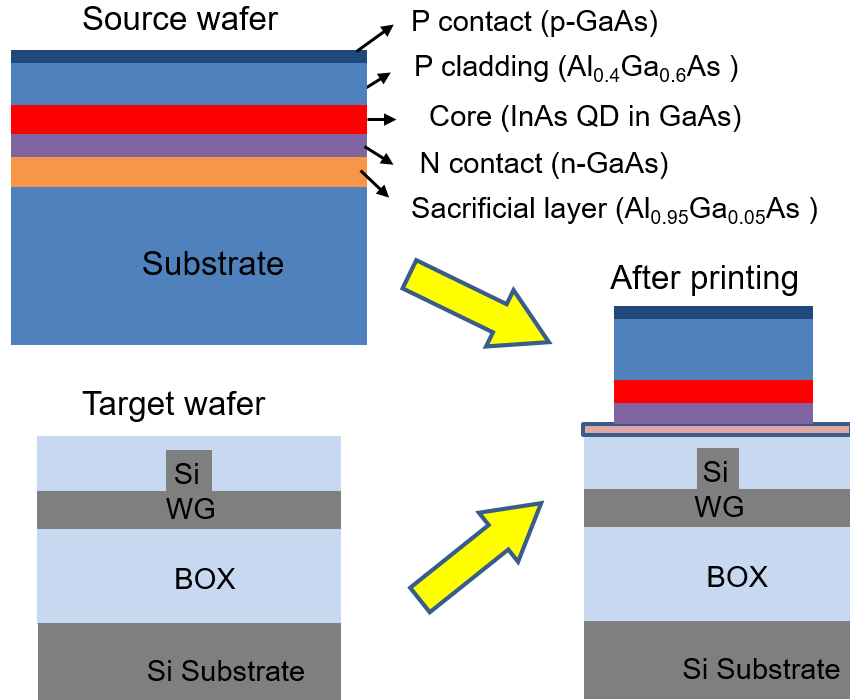 Source wafer
P contact (p-GaAs)
P cladding (Al0.4Ga0.6As )
Core (InAs QD in GaAs)
N contact (n-GaAs)
Sacrificial layer (Al0.95Ga0.05As )
Substrate
After printing
Target wafer
Si
WG
BOX
Si Substrate
Si
WG
BOX
Si Substrate